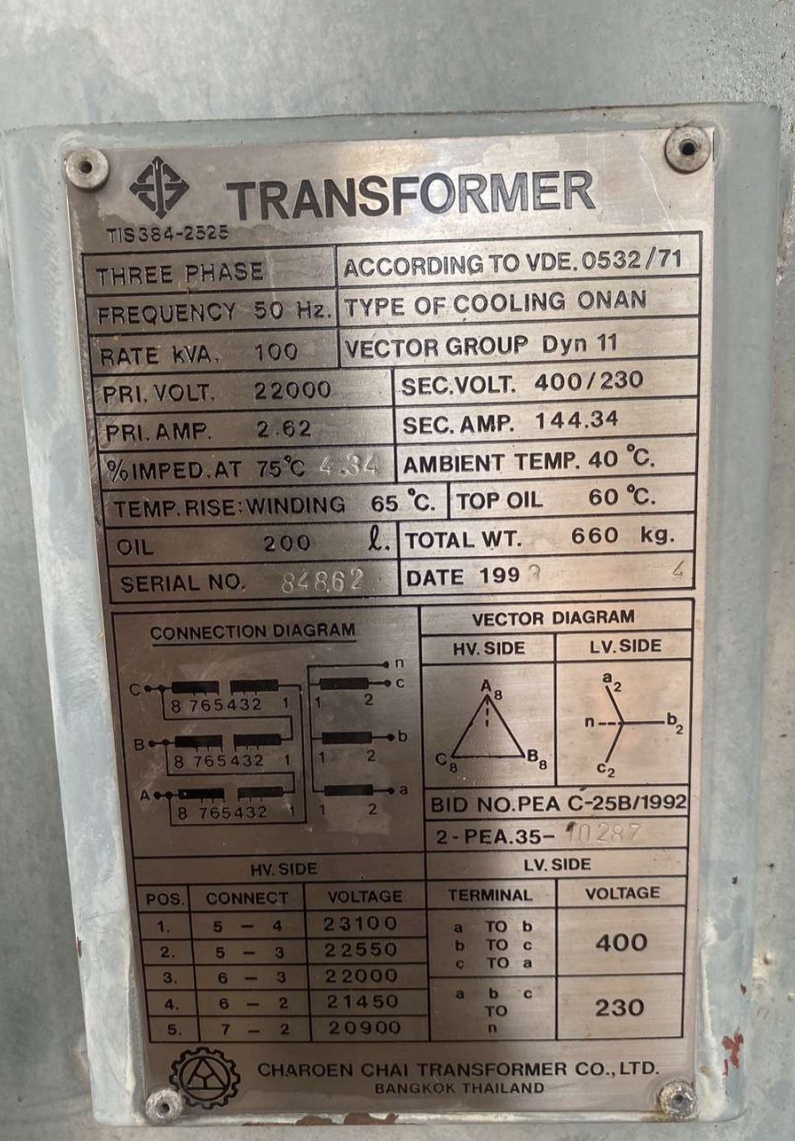 TRANSFORMER
TIS384-2525
THREE PHASE ACCORDING TO VDE. 0532/71
FREQUENCY 50 Hz. TYPE OF COOLING ONAN
RATE kVA. 100 VECTOR GROUP Dyn 11
PRI. VOLT. 22000 SEC.VOLT. 400/230
PRI. AMP. 2.62 SEC. AMP. 144.34
%IMPED.AT 75°C 4.34 AMBIENT TEMP. 40 °C.
TEMP. RISE: WINDING 65 °C. TOP OIL 60 °C.
OIL 200 ℓ. TOTAL WT. 660 kg.
SERIAL NO. 84862 DATE 199 4
CONNECTION DIAGRAM
n
C c
8 765432 1 1 2
B b
8 765432 1 1 2
A a
8 765432 1 1 2
VECTOR DIAGRAM
HV. SIDE LV. SIDE
A8 a2
n b2
C8 B8 c2
BID NO.PEA C-25B/1992
2-PEA.35- 10287
HV. SIDE LV. SIDE
POS. CONNECT VOLTAGE TERMINAL VOLTAGE
1. 5 - 4 23100 a TO b
2. 5 - 3 22550 b TO c 400
3. 6 - 3 22000 c TO a
4. 6 - 2 21450 a b c TO n 230
5. 7 - 2 20900
CHAROEN CHAI TRANSFORMER CO., LTD.
BANGKOK THAILAND